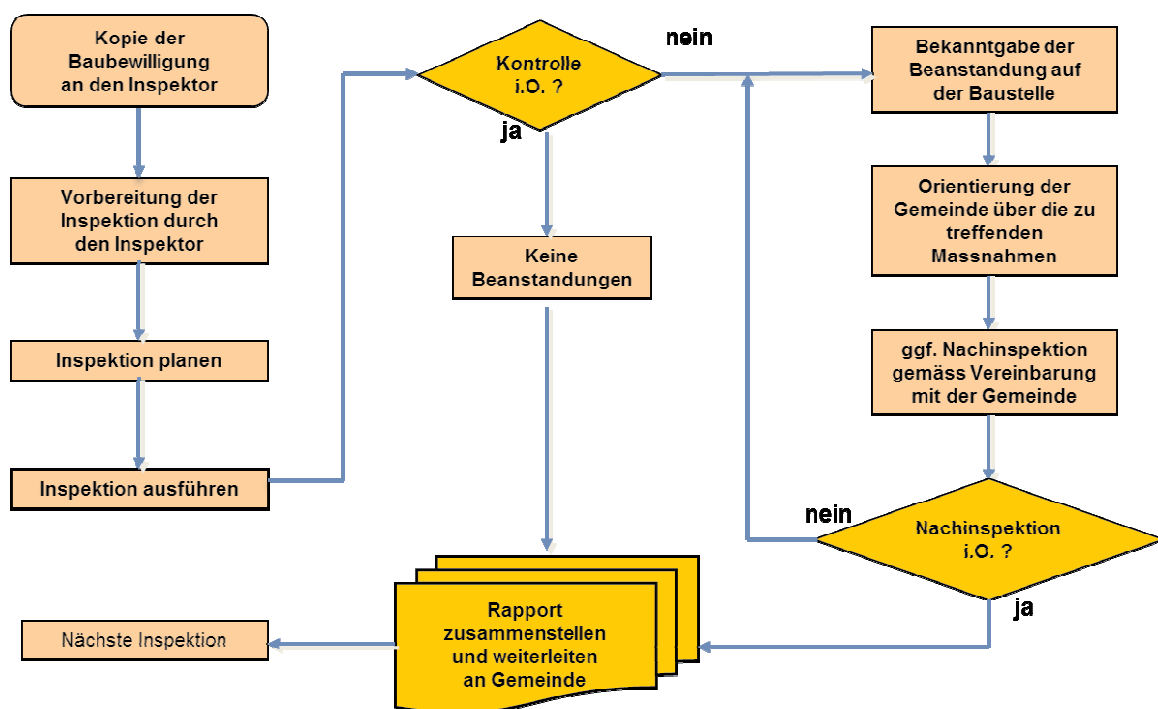 Kopie der
Baubewilligung
an den Inspektor
Vorbereitung der
Inspektion durch
den Inspektor
Inspektion planen
Inspektion ausführen
Kontrolle
i.O. ?
nein
ja
Keine
Beanstandungen
Bekanntgabe der
Beanstandung auf
der Baustelle
Orientierung der
Gemeinde über die zu
treffenden
Massnahmen
ggf. Nachinspektion
gemäss Vereinbarung
mit der Gemeinde
nein
Nachinspektion
i.O. ?
ja
Rapport
zusammenstellen
und weiterleiten
an Gemeinde
Nächste Inspektion